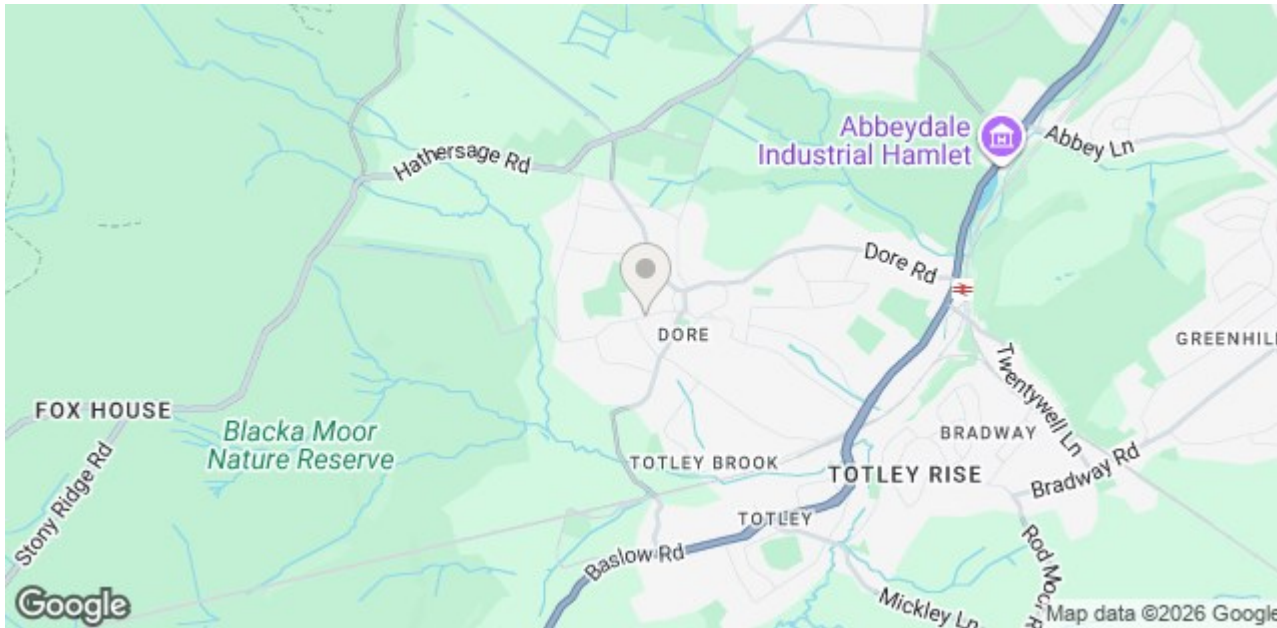 Abbeydale
Industrial Hamlet
Abbey Ln
Hathersage Rd
Dore Rd
DORE
GREENHILL
Twentywell Ln
FOX HOUSE
Blacka Moor
Nature Reserve
BRADWAY
TOTLEY BROOK
TOTLEY RISE
Bradway Rd
Stony Ridge Rd
TOTLEY
Baslow Rd
Mickley Ln
Google
Map data ©2026 Google